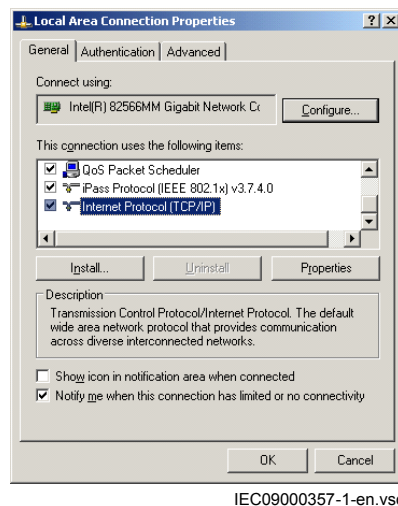 Local Area Connection Properties
General Authentication Advanced
Connect using:
Intel(R) 82566MM Gigabit Network Cc Configure...
This connection uses the following items:
QoS Packet Scheduler
iPass Protocol (IEEE 802.1x) v3.7.4.0
Internet Protocol (TCP/IP)
Install... Uninstall Properties
Description
Transmission Control Protocol/Internet Protocol. The default
wide area network protocol that provides communication
across diverse interconnected networks.
Show icon in notification area when connected
Notify me when this connection has limited or no connectivity
OK Cancel
IEC09000357-1-en.vsd